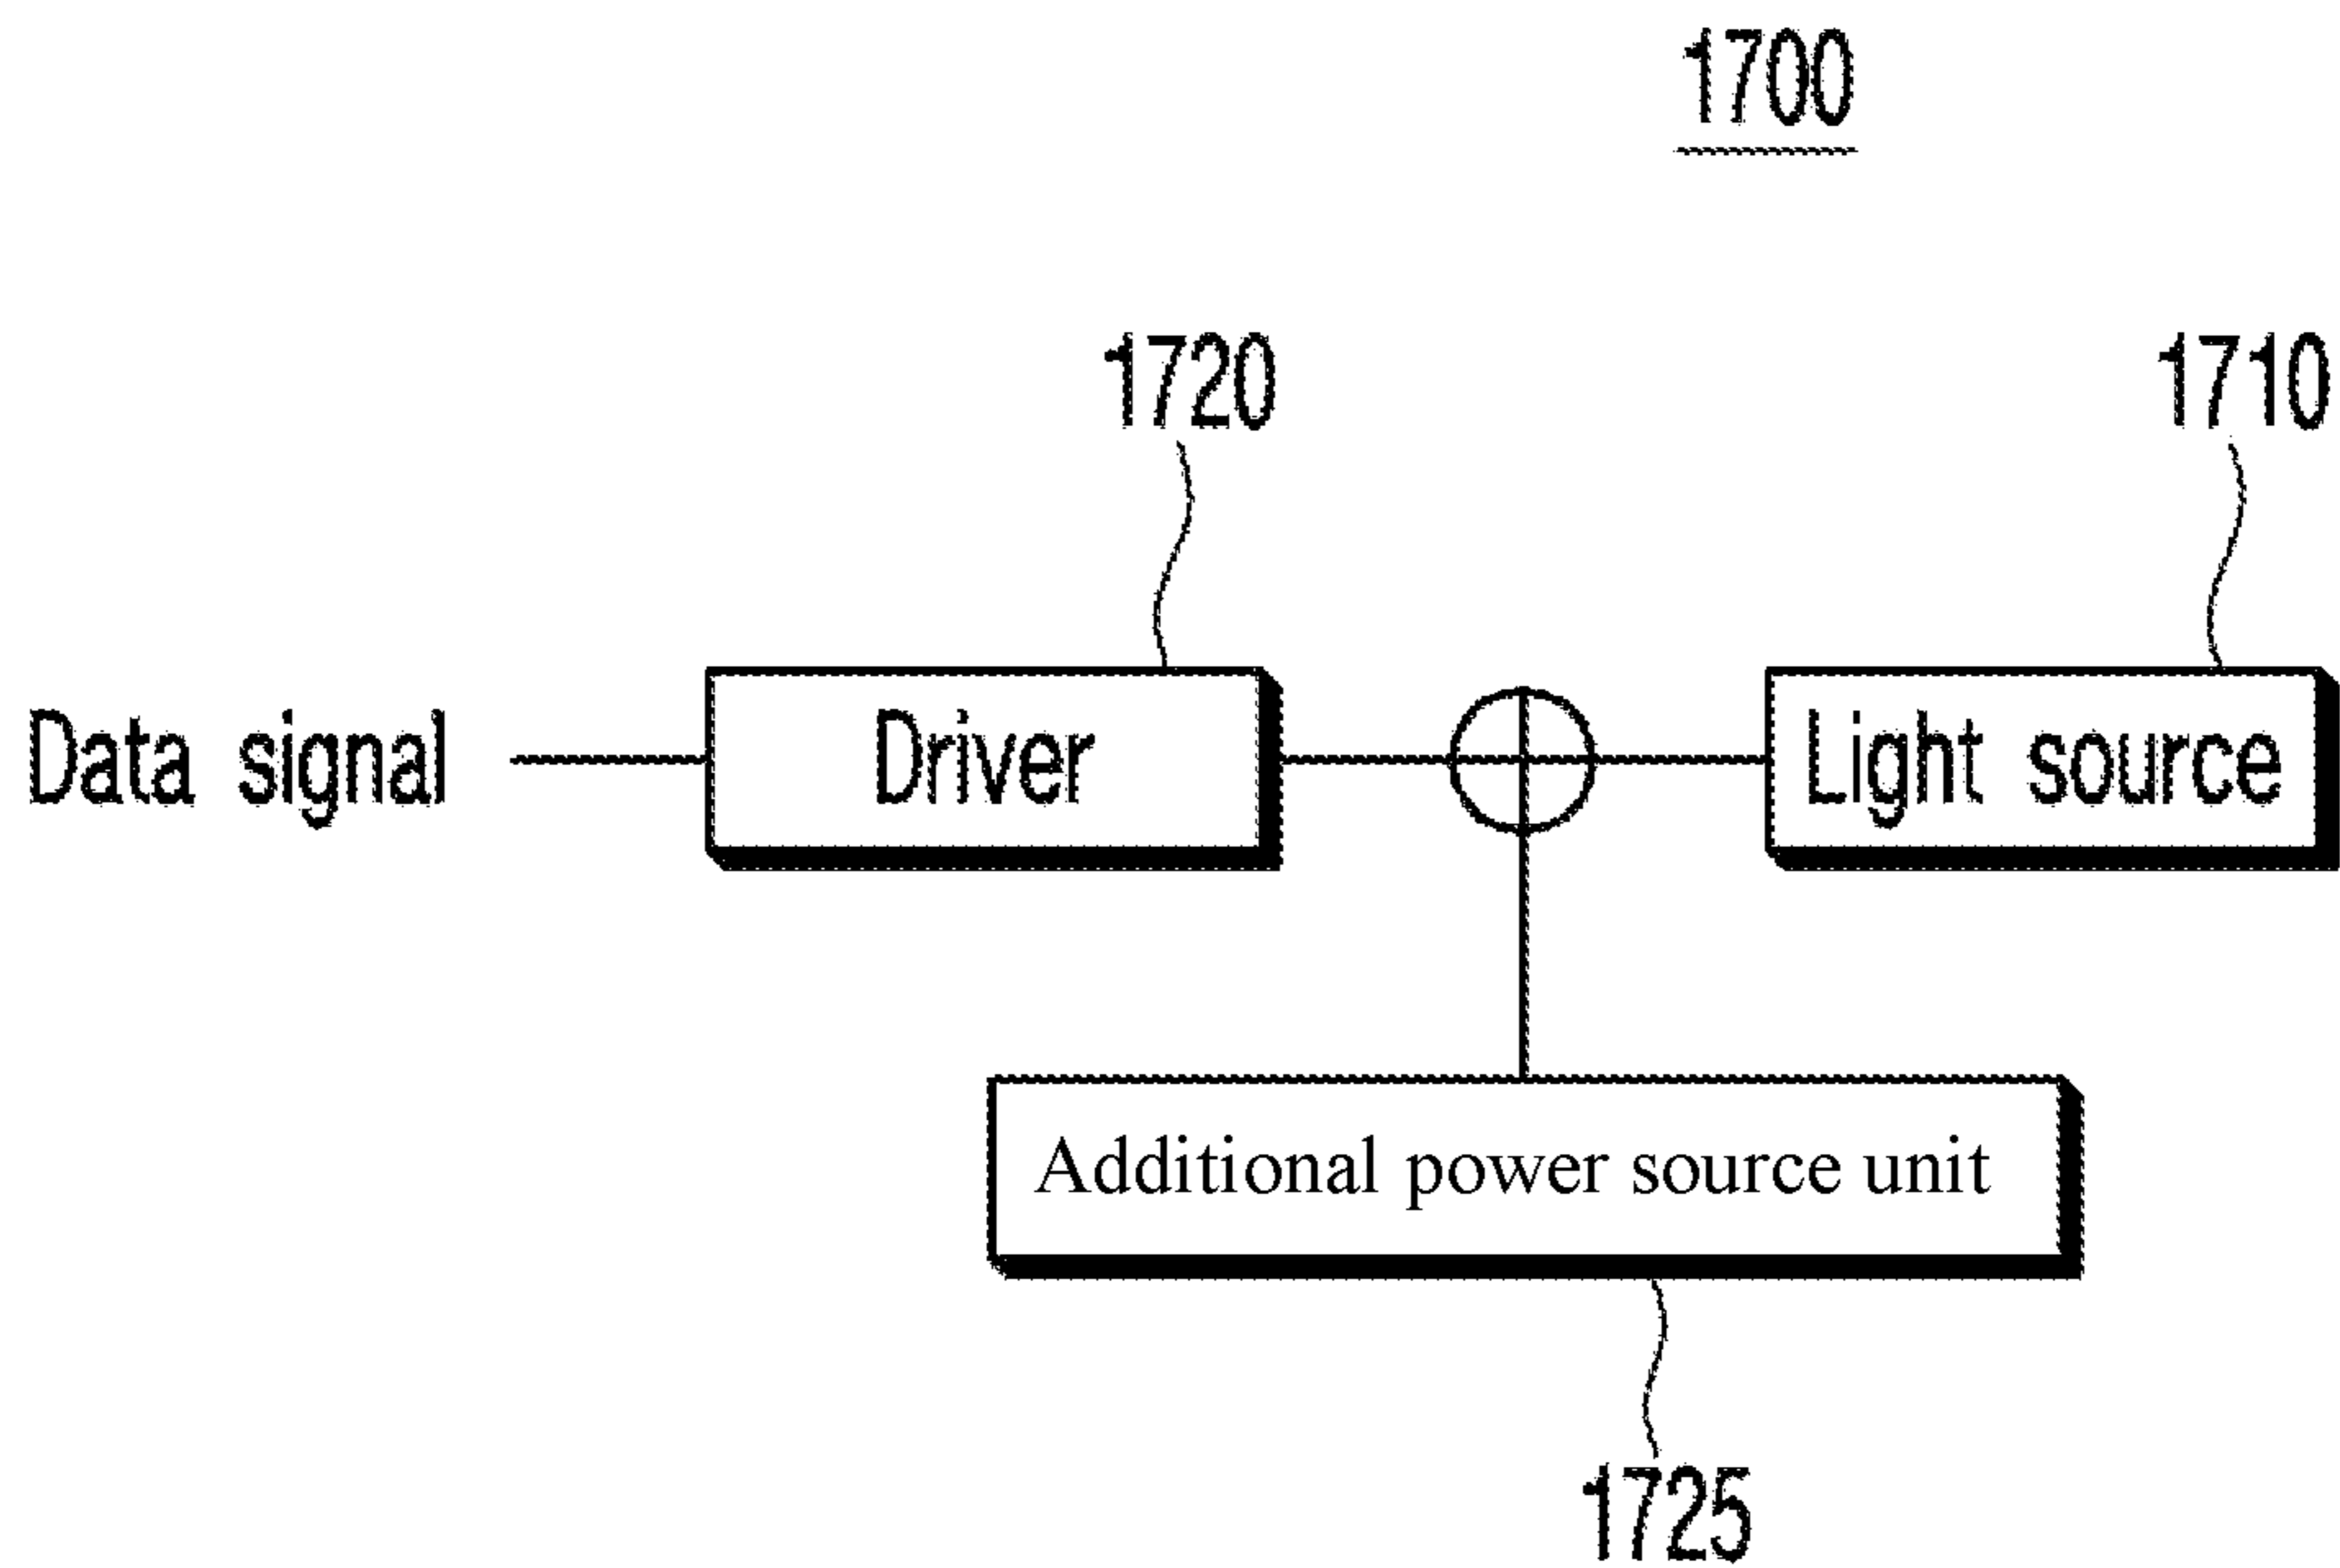 1700
1720
1710
Data signal
Driver
Light source
Additional power source unit
1725